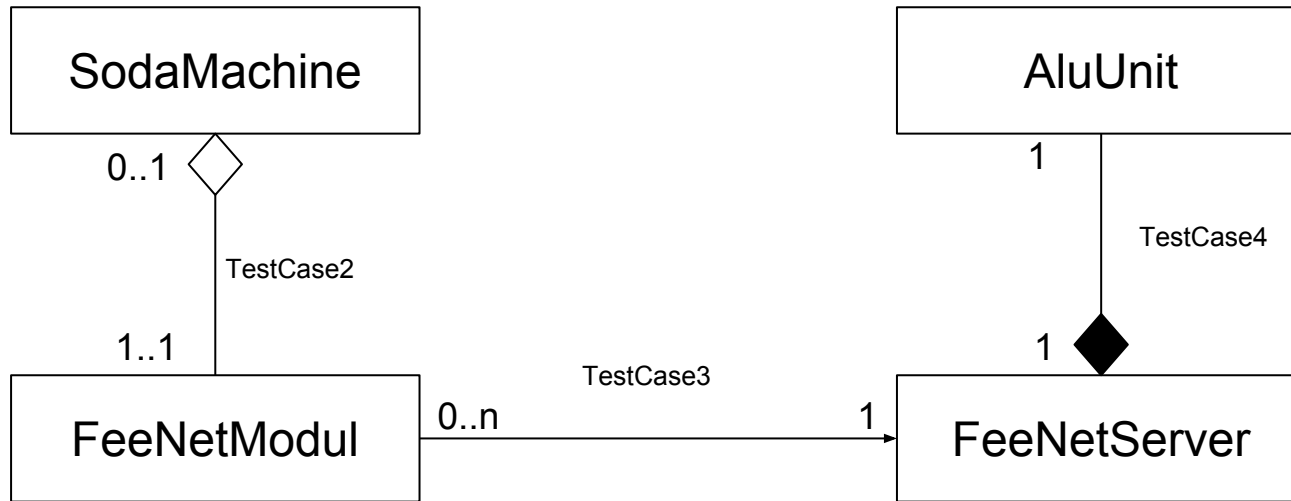 SodaMachine
AluUnit
0..1
1
TestCase4
TestCase2
1..1
1
TestCase3
0..n
1
FeeNetModul
FeeNetServer